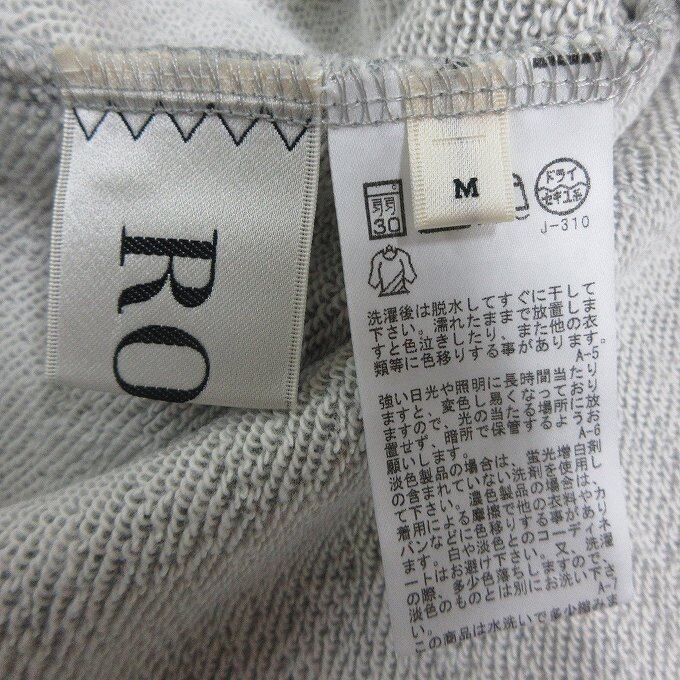 RO
M
弱
30
ドライ
セキユ系
J-310
洗濯後は脱水してすぐに干して
下さい。濡れたままで放置しま
すと色泣きしたり、また他の衣
類等に色移りする事があります。
A-5
強い日光や照明に長時間当たり
ますと、変色し易くなっており
ますので、光の当たる場所に放
置せず、暗所で保管するようお
願いします。
A-6
淡色製品の場合は、蛍光増白剤
の含まれていない洗剤を使用し
て下さい。濃色製品の場合は、
着用による摩擦で他の衣料やカ
バンなどに色移りする事があり
ます。白や淡色とのコーディネ
ートはお避け下さい。又、洗濯
の際、多少色落ちしますので、
淡色のものとは別にお洗い下さ
い。
A-7
この商品は水洗いで多少縮みま